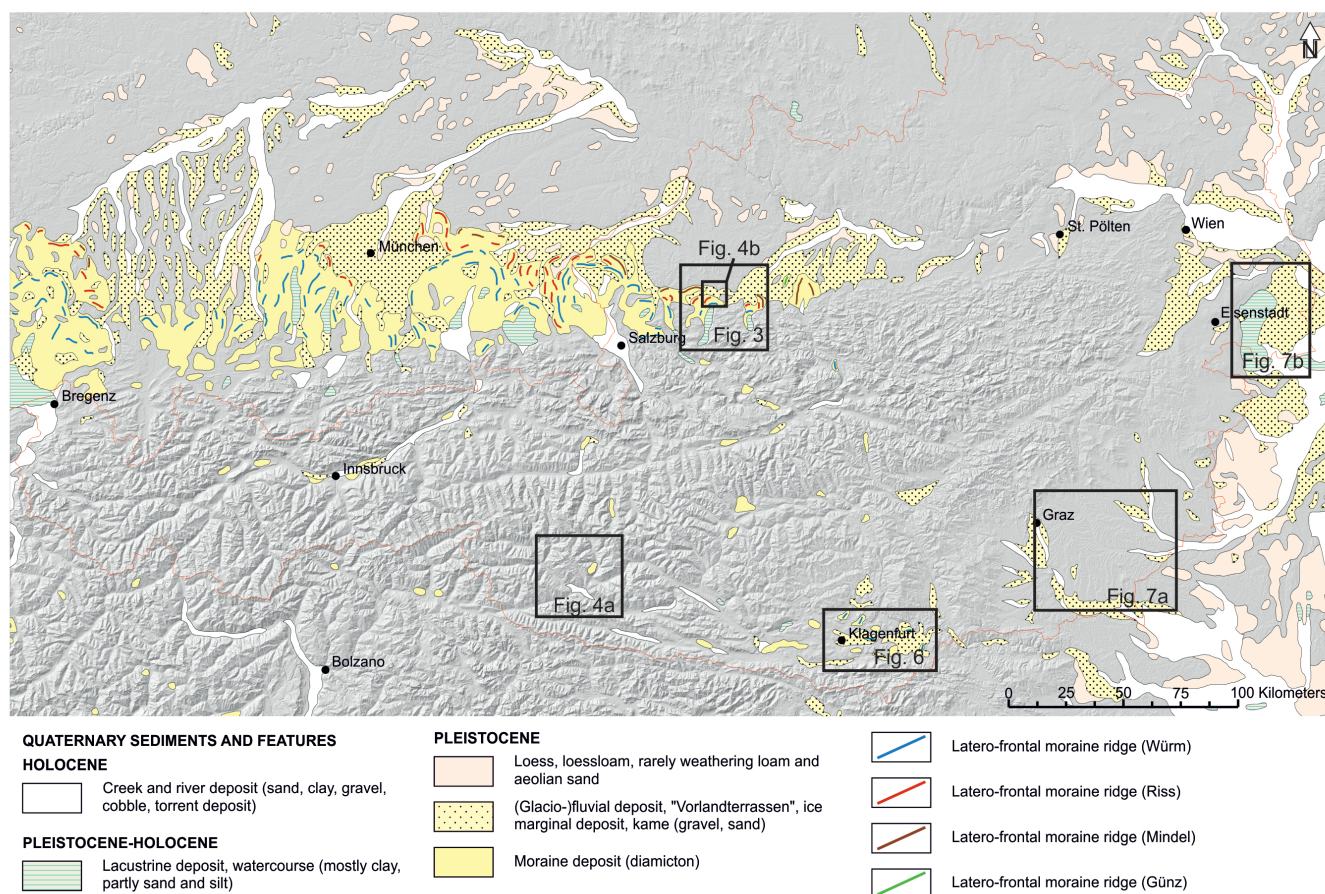 N
Fig. 4b
München
St. Pölten
Wien
Salzburg
Fig. 3
Eisenstadt
Fig. 7b
Bregenz
Innsbruck
Graz
Fig. 4a
Fig. 7a
Klagenfurt
Fig. 6
Bolzano
0 25 50 75 100 Kilometers
QUATERNARY SEDIMENTS AND FEATURES
HOLOCENE
Creek and river deposit (sand, clay, gravel,
cobble, torrent deposit)
PLEISTOCENE-HOLOCENE
Lacustrine deposit, watercourse (mostly clay,
partly sand and silt)
PLEISTOCENE
Loess, loessloam, rarely weathering loam and
aeolian sand
(Glacio-)fluvial deposit, "Vorlandterrassen", ice
marginal deposit, kame (gravel, sand)
Moraine deposit (diamicton)
Latero-frontal moraine ridge (Würm)
Latero-frontal moraine ridge (Riss)
Latero-frontal moraine ridge (Mindel)
Latero-frontal moraine ridge (Günz)